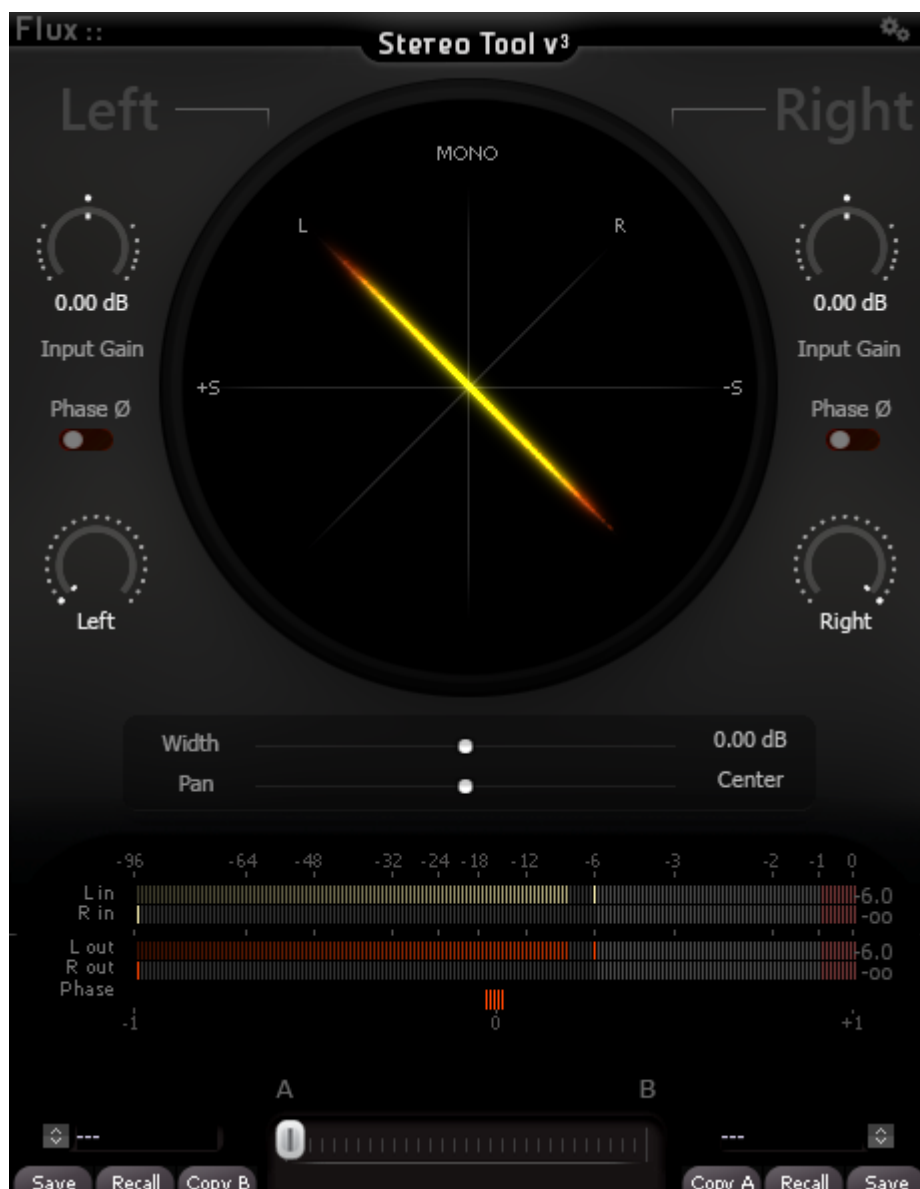 Flux ::
Stereo Tool v³
Left
Right
MONO
L
R
+S
-S
0.00 dB
0.00 dB
Input Gain
Input Gain
Phase Ø
Phase Ø
Left
Right
Width 0.00 dB
Pan Center
-96 -64 -48 -32 -24 -18 -12 -6 -3 -2 -1 0
L in -6.0
R in -oo
L out -6.0
R out -oo
Phase
-1 0 +1
A B
--- ---
Save Recall Copy B Copy A Recall Save